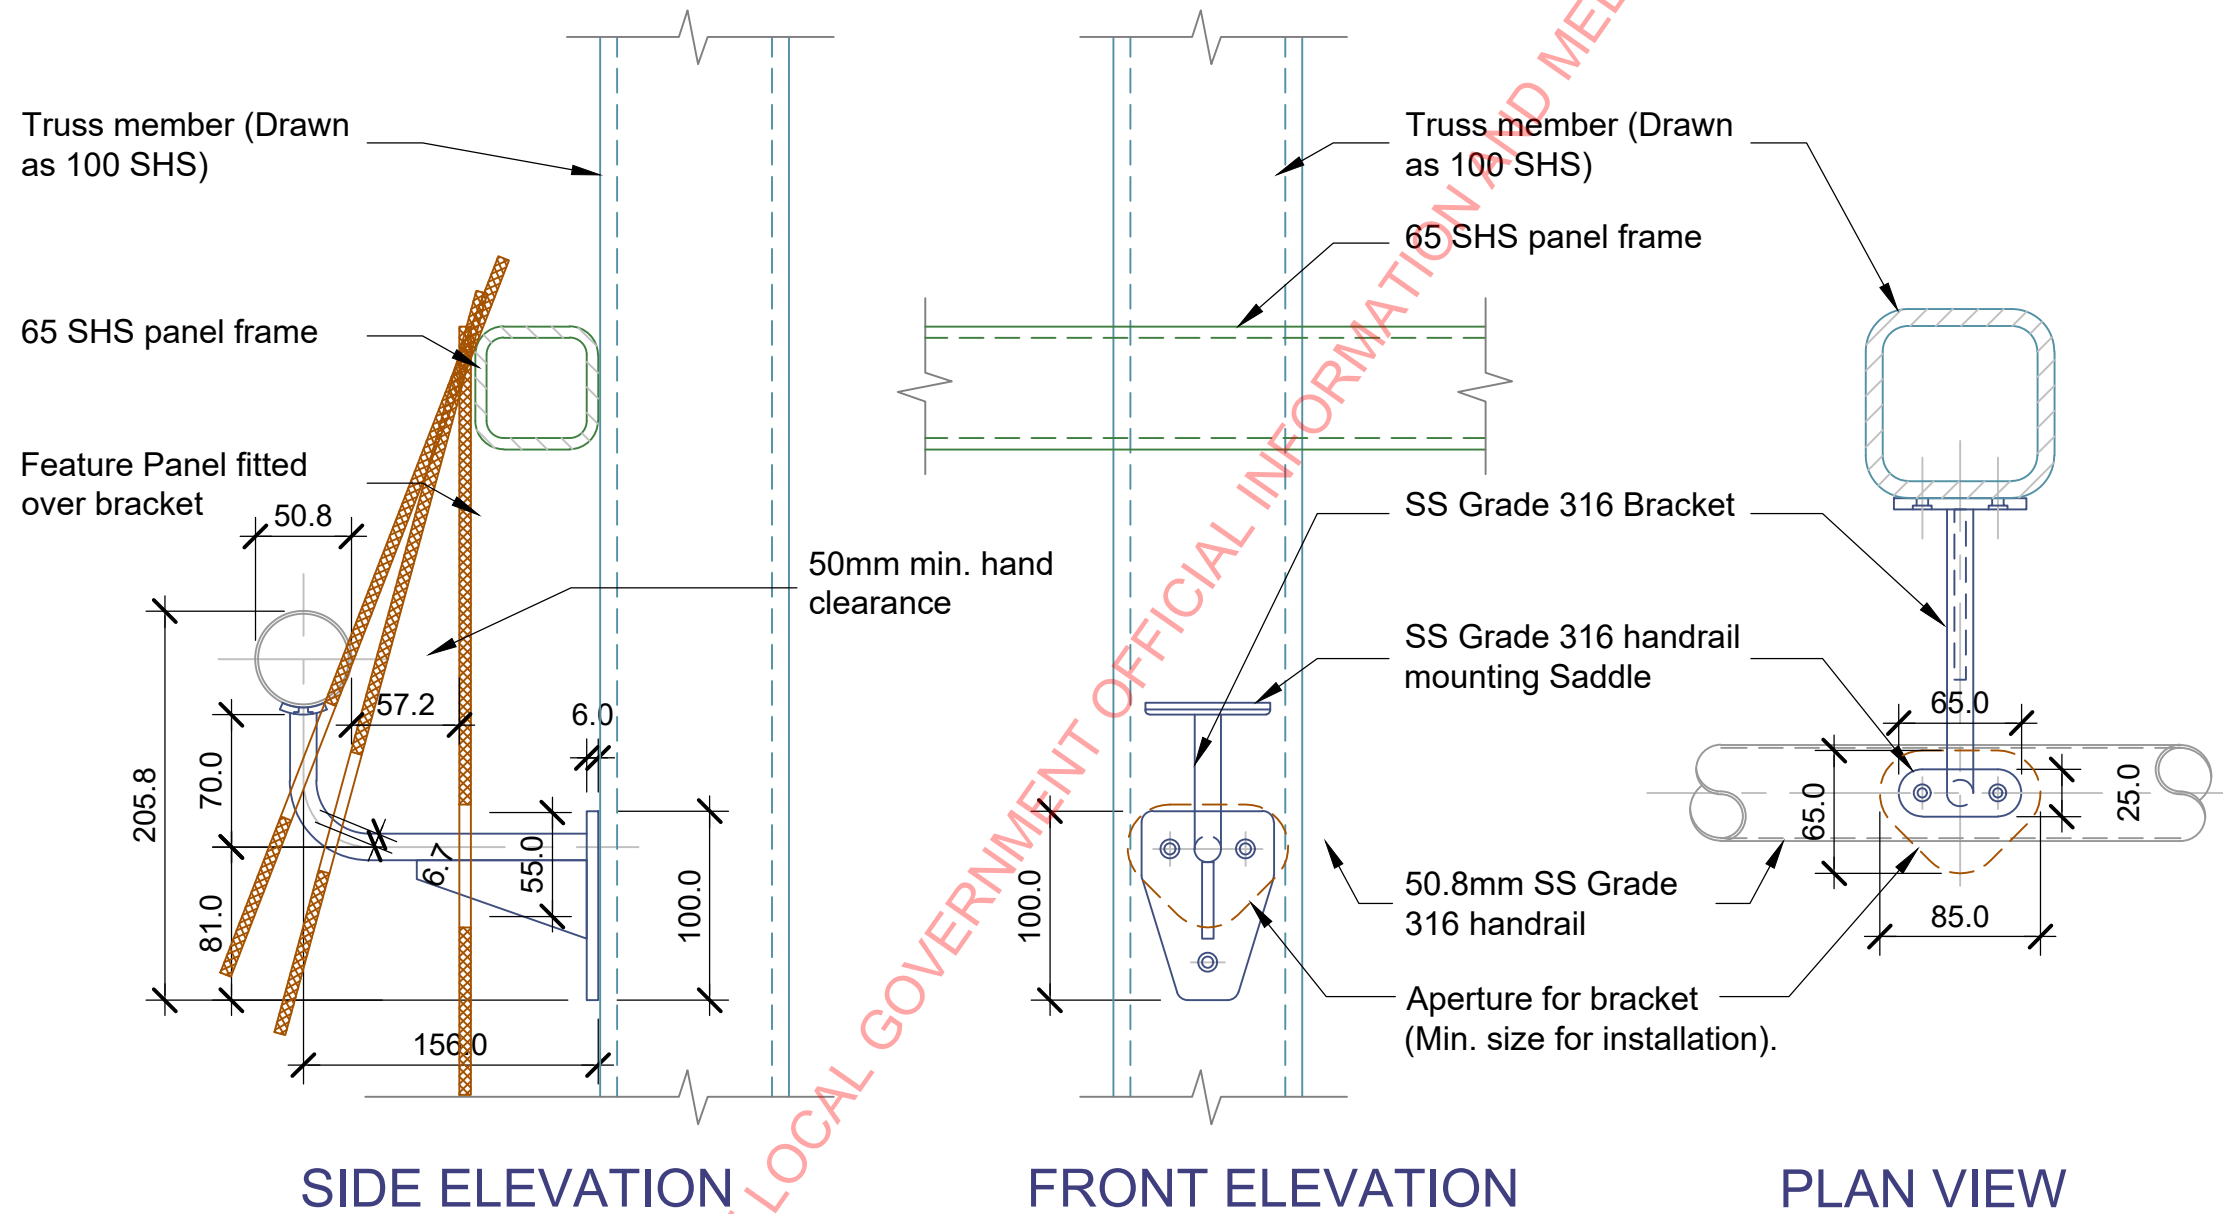 Truss member (Drawn
as 100 SHS)
65 SHS panel frame
Feature Panel fitted
over bracket
50.8
50mm min. hand
clearance
57.2
6.0
205.8
70.0
81.0
6.7
55.0
100.0
156.0
SIDE ELEVATION
Truss member (Drawn
as 100 SHS)
65 SHS panel frame
SS Grade 316 Bracket
SS Grade 316 handrail
mounting Saddle
50.8mm SS Grade
316 handrail
Aperture for bracket
(Min. size for installation).
100.0
FRONT ELEVATION
65.0
65.0
25.0
85.0
PLAN VIEW
LOCAL GOVERNMENT OFFICIAL INFORMATION AND